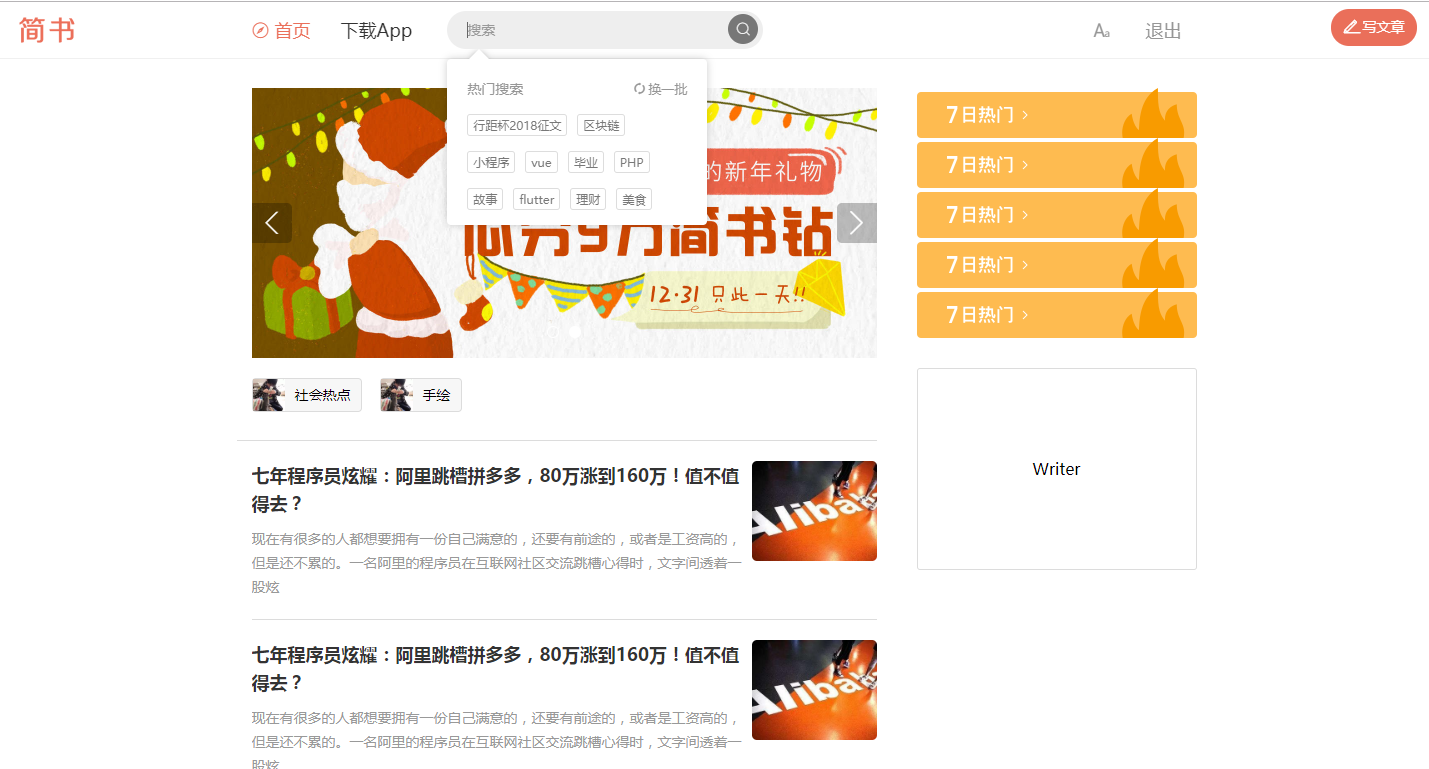 简书
首页
下载App
搜索
Aa
退出
写文章
热门搜索
换一批
行距杯2018征文 区块链
小程序 vue 毕业 PHP
故事 flutter 理财 美食
的新年礼物
瓜分9万简书钻
12·31 只此一天!!
7日热门
7日热门
7日热门
7日热门
7日热门
社会热点 手绘
Writer
七年程序员炫耀：阿里跳槽拼多多，80万涨到160万！值不值
得去？
现在有很多的人都想要拥有一份自己满意的，还要有前途的，或者是工资高的，
但是还不累的。一名阿里的程序员在互联网社区交流跳槽心得时，文字间透着一
股炫
Aliba
七年程序员炫耀：阿里跳槽拼多多，80万涨到160万！值不值
得去？
现在有很多的人都想要拥有一份自己满意的，还要有前途的，或者是工资高的，
但是还不累的。一名阿里的程序员在互联网社区交流跳槽心得时，文字间透着一
股炫
Aliba